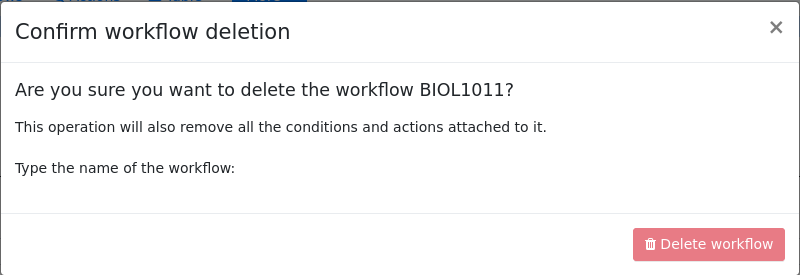 Confirm workflow deletion
×
Are you sure you want to delete the workflow BIOL1011?
This operation will also remove all the conditions and actions attached to it.
Type the name of the workflow:
Delete workflow